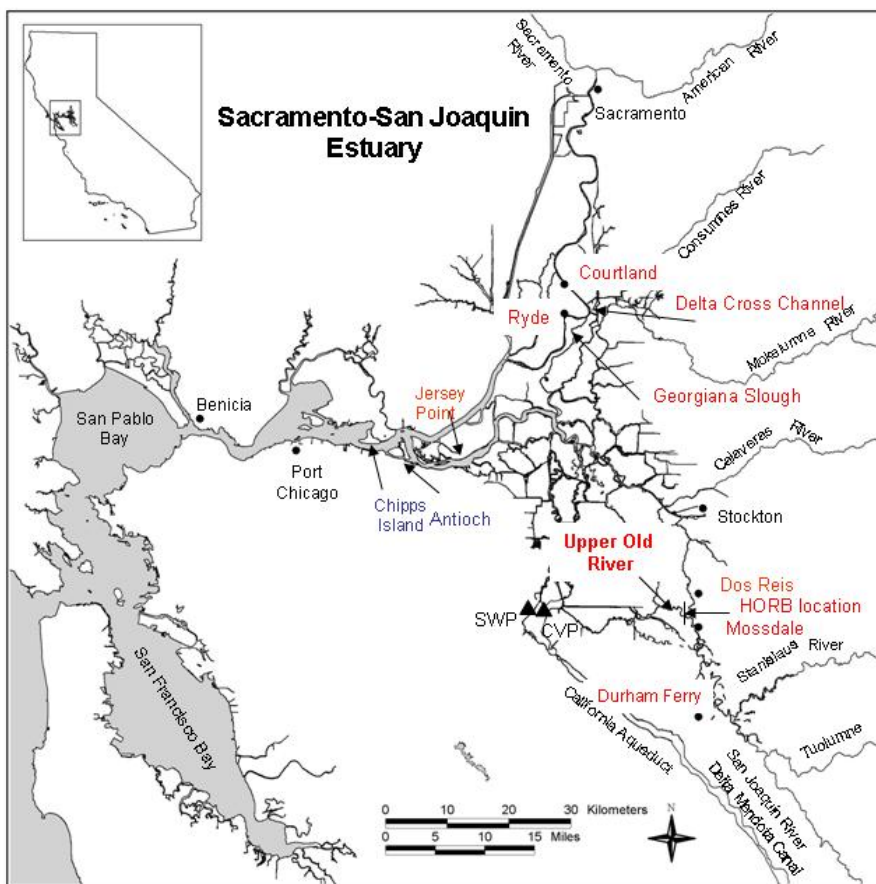 Sacramento
River
American River
Sacramento-San Joaquin
Estuary
Sacramento
Consumnes River
Courtland
Delta Cross Channel
Ryde
Mokelumne River
Georgiana Slough
Jersey
Point
Benicia
San Pablo
Bay
Calaveras River
Port
Chicago
Chipps
Island
Antioch
Stockton
Upper Old
River
Dos Reis
HORB location
SWP
CVP
Mossdale
Stanislaus River
San Francisco Bay
Durham Ferry
California Aqueduct
Tuolumne
San Joaquin River
Delta Mendota Canal
N
0 10 20 30 Kilometers
0 5 10 15 Miles